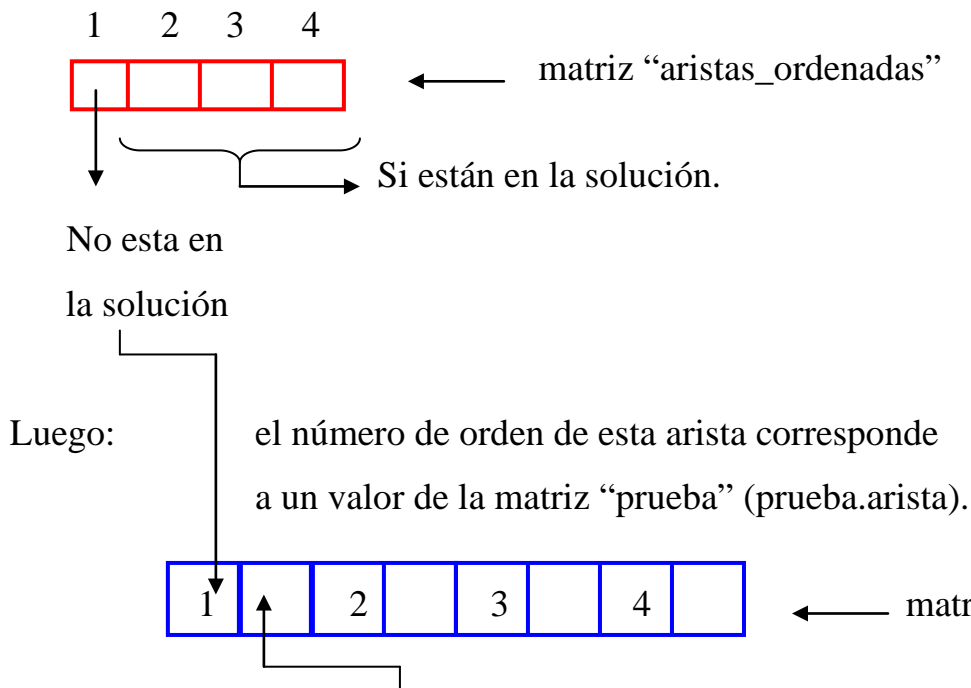 1 2 3 4
matriz “aristas_ordenadas”
Si están en la solución.
No esta en
la solución
Luego: el número de orden de esta arista corresponde
a un valor de la matriz “prueba” (prueba.arista).
1 2 3 4